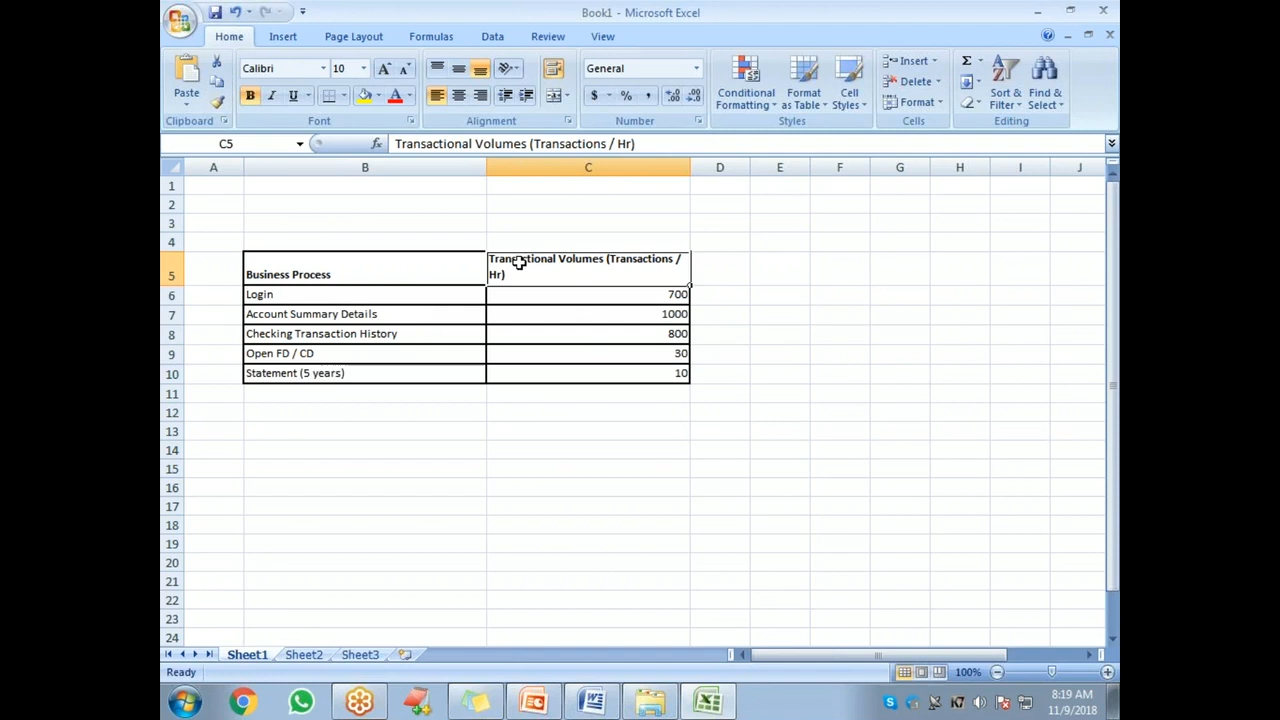 Book1 - Microsoft Excel
Home Insert Page Layout Formulas Data Review View
Calibri 10 General Insert
Delete
Paste Conditional Format Cell Format Sort & Find &
Formatting as Table Styles Filter Select
Clipboard Font Alignment Number Styles Cells Editing
C5 fx Transactional Volumes (Transactions / Hr)
A B C D E F G H I J
1
2
3
4
Transactional Volumes (Transactions /
5 Business Process Hr)
6 Login 700
7 Account Summary Details 1000
8 Checking Transaction History 800
9 Open FD / CD 30
10 Statement (5 years) 10
11
12
13
14
15
16
17
18
19
20
21
22
23
24
Sheet1 Sheet2 Sheet3
Ready 100%
8:19 AM
11/9/2018